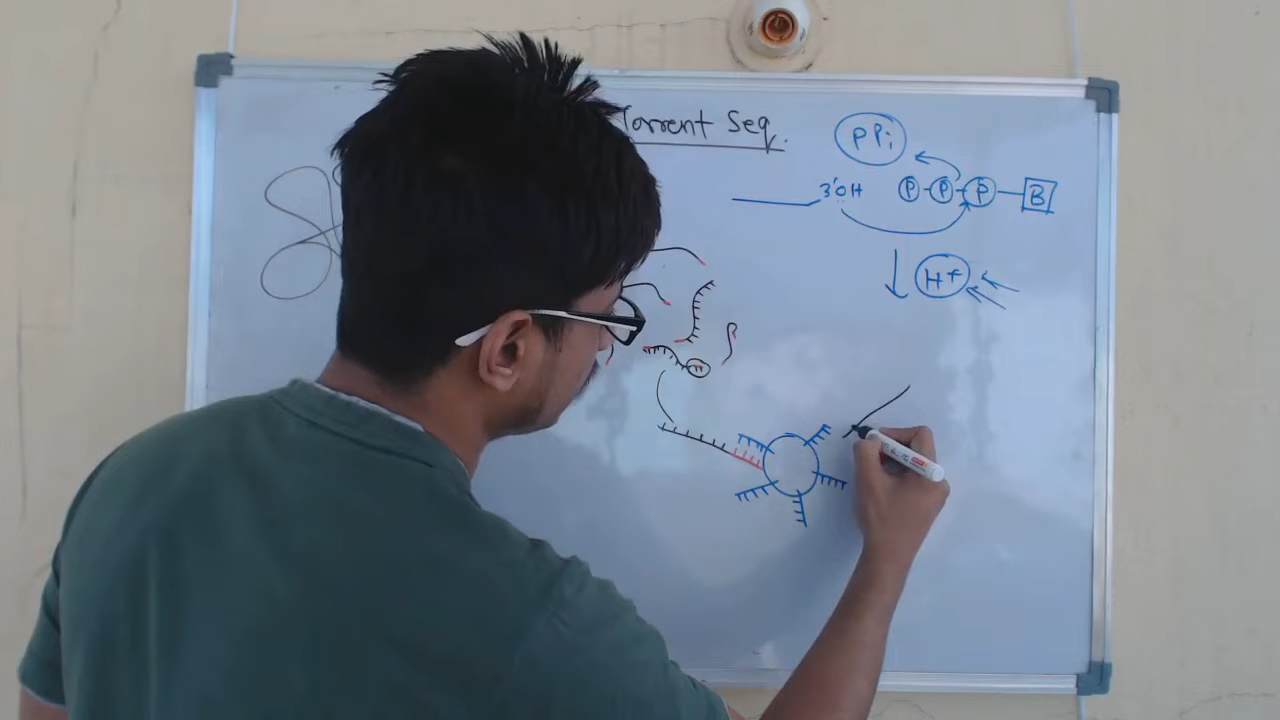 Torrent Seq.
PPi
3'OH P-P-P-B
H+